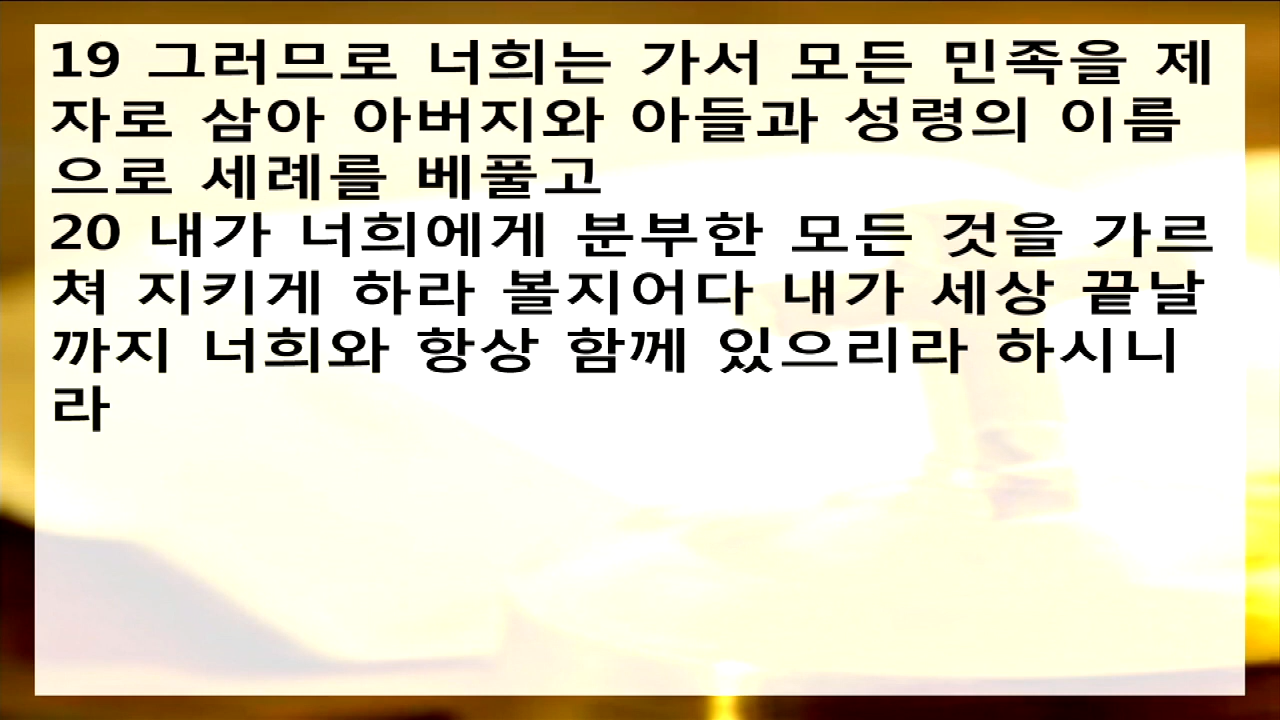 19 그러므로 너희는 가서 모든 민족을 제
자로 삼아 아버지와 아들과 성령의 이름
으로 세례를 베풀고
20 내가 너희에게 분부한 모든 것을 가르
쳐 지키게 하라 볼지어다 내가 세상 끝날
까지 너희와 항상 함께 있으리라 하시니
라